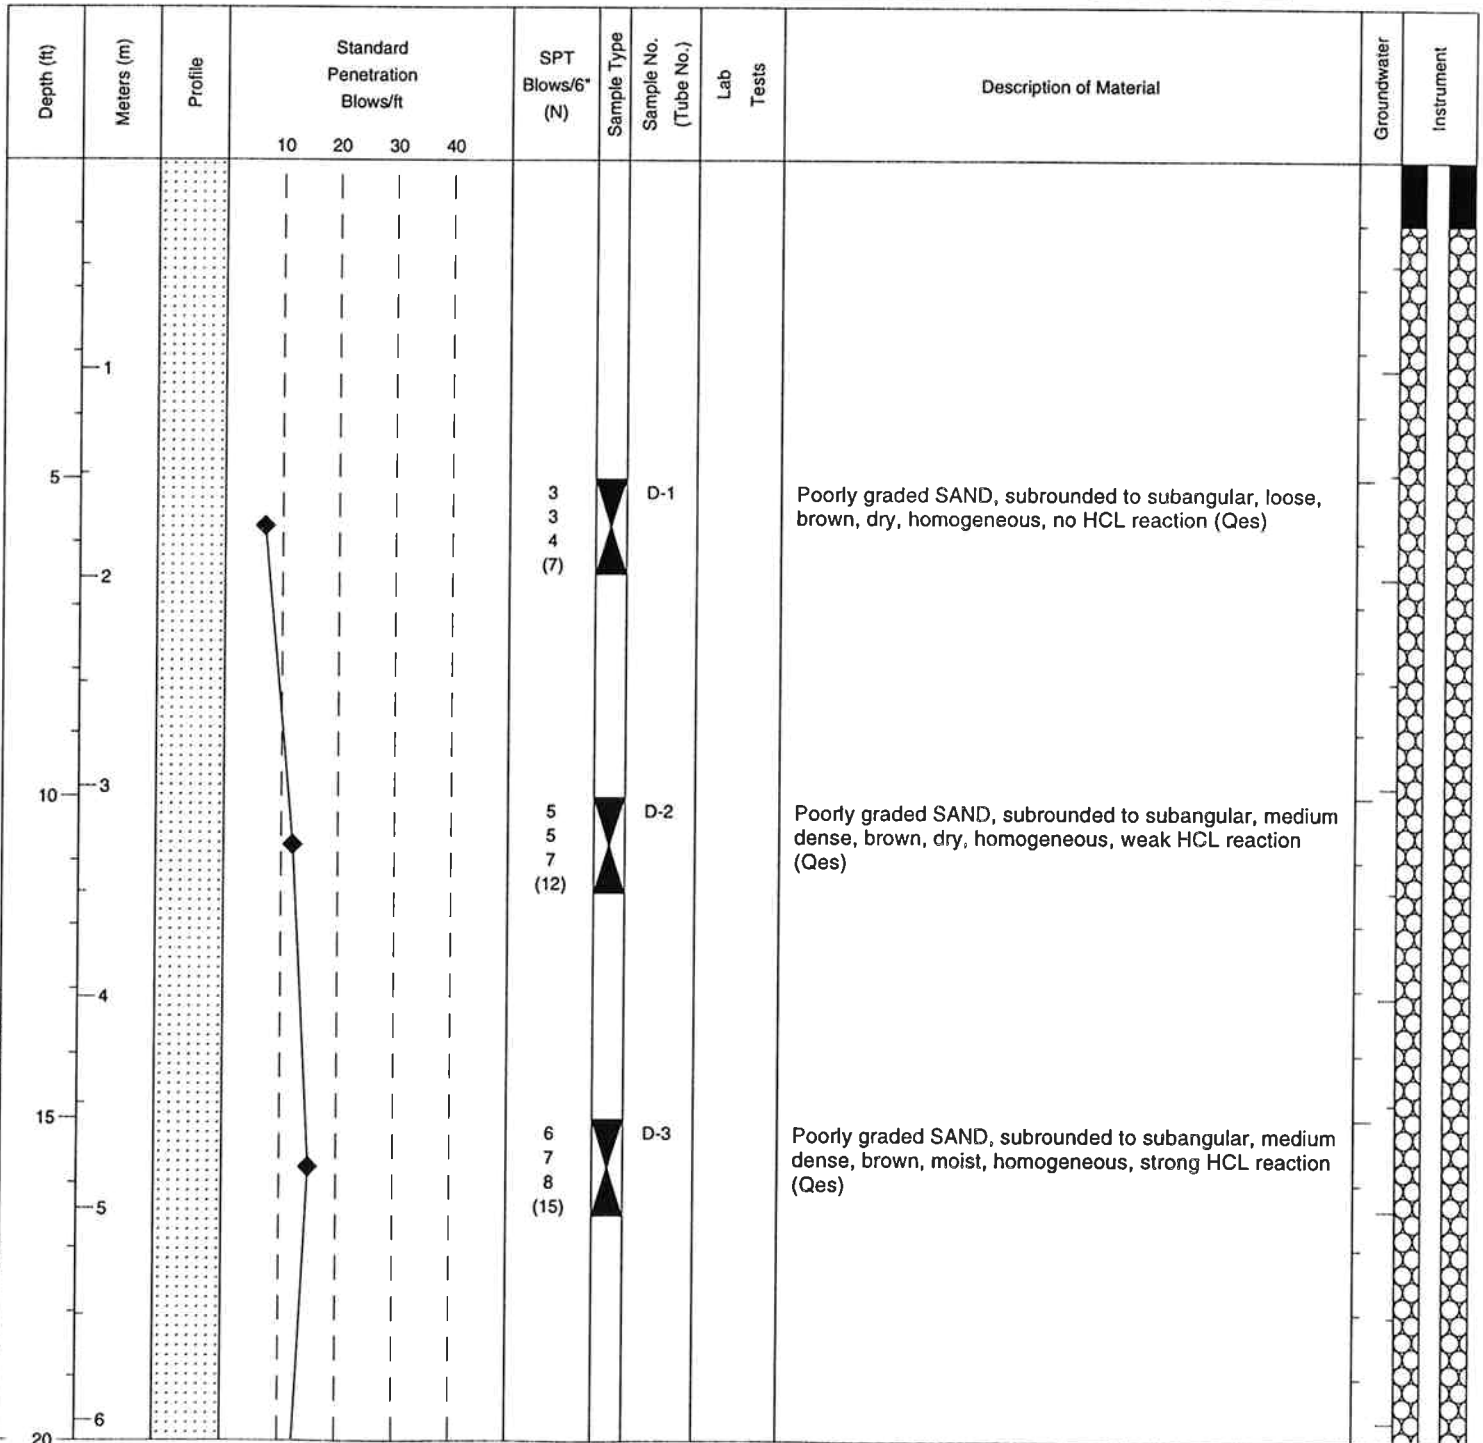 Depth (ft)
Meters (m)
Profile
Standard
Penetration
Blows/ft
10 20 30 40
SPT
Blows/6"
(N)
Sample Type
Sample No.
(Tube No.)
Lab
Tests
Description of Material
Groundwater
Instrument
1
5
3
3
4
(7)
D-1
Poorly graded SAND, subrounded to subangular, loose,
brown, dry, homogeneous, no HCL reaction (Qes)
2
3
10
5
5
7
(12)
D-2
Poorly graded SAND, subrounded to subangular, medium
dense, brown, dry, homogeneous, weak HCL reaction
(Qes)
4
15
6
7
8
(15)
D-3
Poorly graded SAND, subrounded to subangular, medium
dense, brown, moist, homogeneous, strong HCL reaction
(Qes)
5
6
20